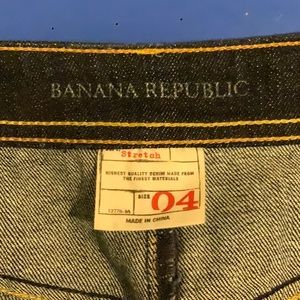 BANANA REPUBLIC
Stretch
HIGHEST QUALITY DENIM MADE FROM
THE FINEST MATERIALS
SIZE 04
MADE IN CHINA